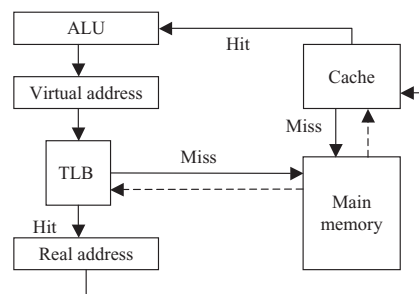 ALU
Hit
Cache
Virtual address
Miss
TLB
Miss
Main
memory
Hit
Real address